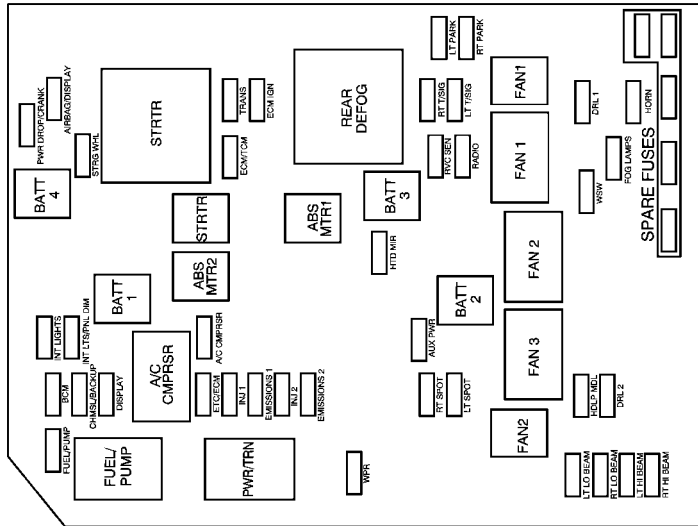 LT PARK
RT PARK
PWR DROP/CRANK
AIRBAG/DISPLAY
STRG WHL
BATT
4
STRTR
TRANS
ECM IGN
ECM/TCM
REAR
DEFOG
RT T/SIG
LT T/SIG
RVC SEN
RADIO
FAN1
FAN 1
DRL 1
HORN
FOG LAMPS
WSW
SPARE FUSES
STRTR
ABS
MTR1
BATT
3
ABS
MTR2
HTD MIR
FAN 2
BATT
1
BATT
2
INT LIGHTS
INT LTS/PNL DIM
A/C
CMPRSR
A/C CMPRSR
AUX PWR
FAN 3
BCM
CHMSL/BACKUP
DISPLAY
ETC/ECM
INJ 1
EMISSIONS 1
INJ 2
EMISSIONS 2
RT SPOT
LT SPOT
HDLP MDL
DRL 2
FUEL/PUMP
FUEL/
PUMP
PWR/TRN
WPR
FAN2
LT LO BEAM
RT LO BEAM
LT HI BEAM
RT HI BEAM